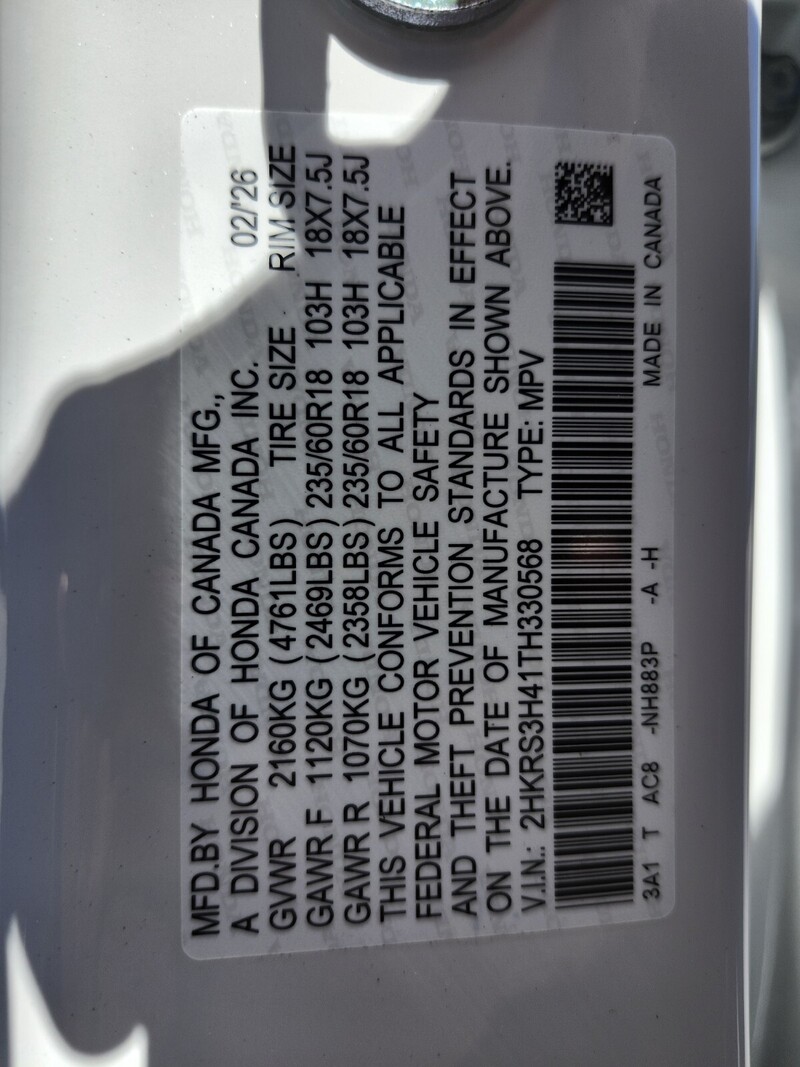 MFD.BY HONDA OF CANADA MFG.,
A DIVISION OF HONDA CANADA INC. 02/'26
GVWR 2160KG (4761LBS) TIRE SIZE RIM SIZE
GAWR F 1120KG (2469LBS) 235/60R18 103H 18X7.5J
GAWR R 1070KG (2358LBS) 235/60R18 103H 18X7.5J
THIS VEHICLE CONFORMS TO ALL APPLICABLE
FEDERAL MOTOR VEHICLE SAFETY
AND THEFT PREVENTION STANDARDS IN EFFECT
ON THE DATE OF MANUFACTURE SHOWN ABOVE.
V.I.N.: 2HKRS3H41TH330568 TYPE: MPV
3A1 T AC8 -NH883P -A -H MADE IN CANADA